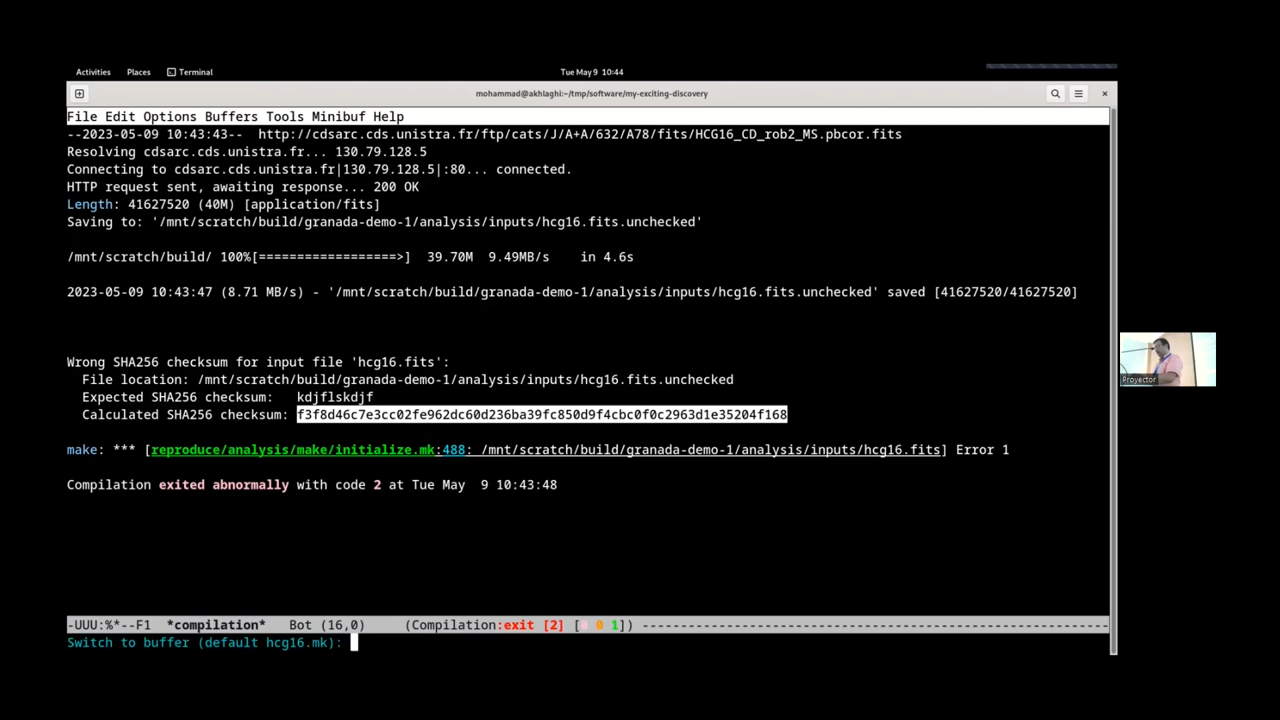 Activities Places Terminal Tue May 9 10:44
mohammad@akhlaghi:~/tmp/software/my-exciting-discovery
File Edit Options Buffers Tools Minibuf Help
--2023-05-09 10:43:43-- http://cdsarc.cds.unistra.fr/ftp/cats/J/A+A/632/A78/fits/HCG16_CD_rob2_MS.pbcor.fits
Resolving cdsarc.cds.unistra.fr... 130.79.128.5
Connecting to cdsarc.cds.unistra.fr|130.79.128.5|:80... connected.
HTTP request sent, awaiting response... 200 OK
Length: 41627520 (40M) [application/fits]
Saving to: '/mnt/scratch/build/granada-demo-1/analysis/inputs/hcg16.fits.unchecked'
/mnt/scratch/build/ 100%[==================>] 39.70M 9.49MB/s in 4.6s
2023-05-09 10:43:47 (8.71 MB/s) - '/mnt/scratch/build/granada-demo-1/analysis/inputs/hcg16.fits.unchecked' saved [41627520/41627520]
Wrong SHA256 checksum for input file 'hcg16.fits':
File location: /mnt/scratch/build/granada-demo-1/analysis/inputs/hcg16.fits.unchecked
Expected SHA256 checksum: kdjflskdjf
Calculated SHA256 checksum: f3f8d46c7e3cc02fe962dc60d236ba39fc850d9f4cbc0f0c2963d1e35204f168
make: *** [reproduce/analysis/make/initialize.mk:488: /mnt/scratch/build/granada-demo-1/analysis/inputs/hcg16.fits] Error 1
Compilation exited abnormally with code 2 at Tue May 9 10:43:48
-UUU:%*--F1 *compilation* Bot (16,0) (Compilation:exit [2] [0 0 1]) ------------------------------------------------
Switch to buffer (default hcg16.mk):
Proyector